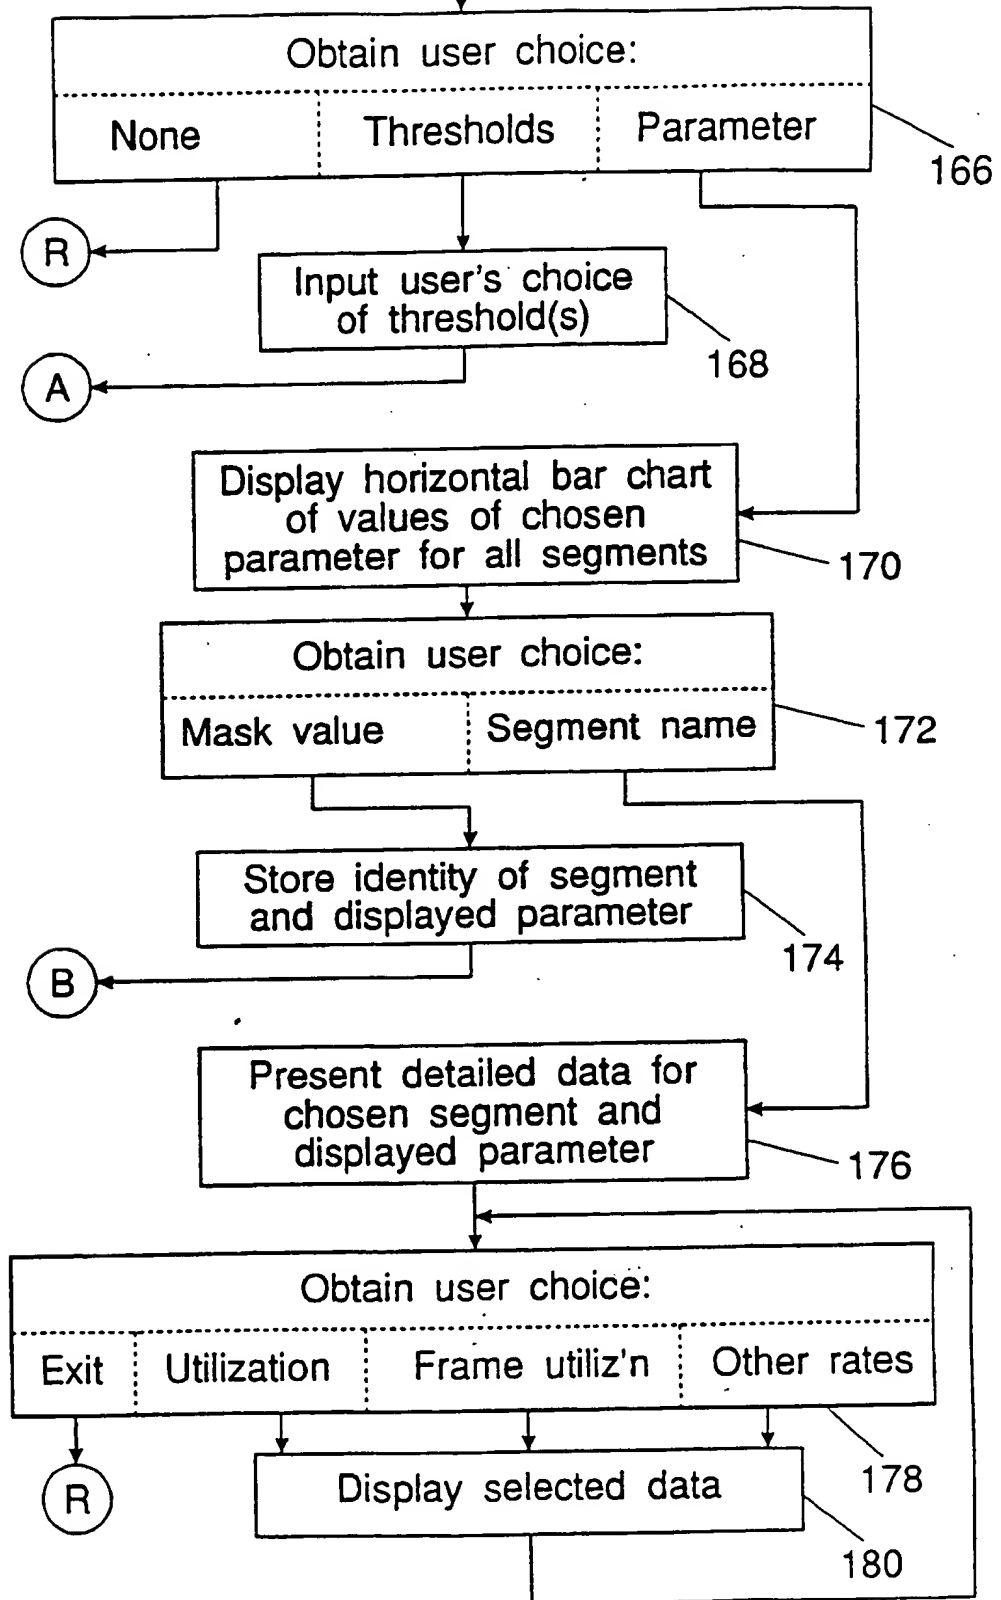 Obtain user choice:
None Thresholds Parameter
166
R
Input user's choice
of threshold(s)
168
A
Display horizontal bar chart
of values of chosen
parameter for all segments
170
Obtain user choice:
Mask value Segment name
172
Store identity of segment
and displayed parameter
174
B
Present detailed data for
chosen segment and
displayed parameter
176
Obtain user choice:
Exit Utilization Frame utiliz'n Other rates
178
R
Display selected data
180